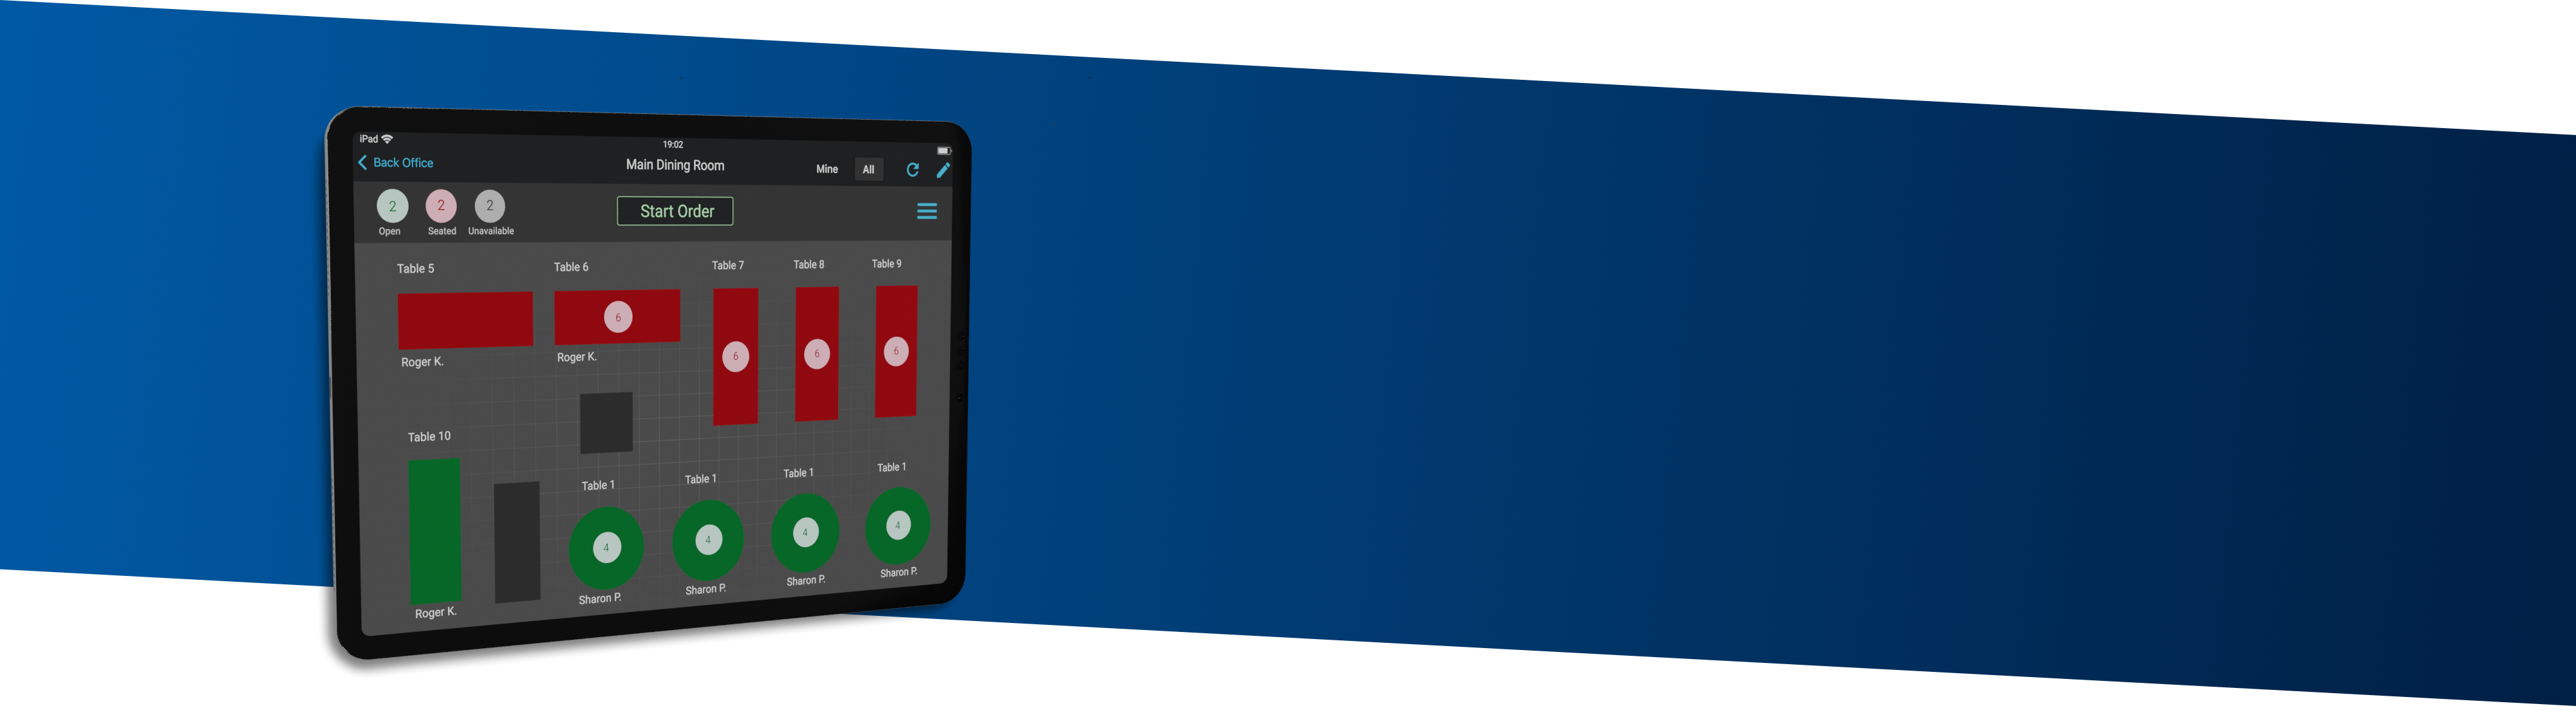 iPad
19:02
Back Office
Main Dining Room
Mine
All
2
2
2
Open
Seated
Unavailable
Start Order
Table 5
Table 6
Table 7
Table 8
Table 9
6
6
6
6
Roger K.
Roger K.
Table 10
Table 1
Table 1
Table 1
Table 1
4
4
4
4
Roger K.
Sharon P.
Sharon P.
Sharon P.
Sharon P.